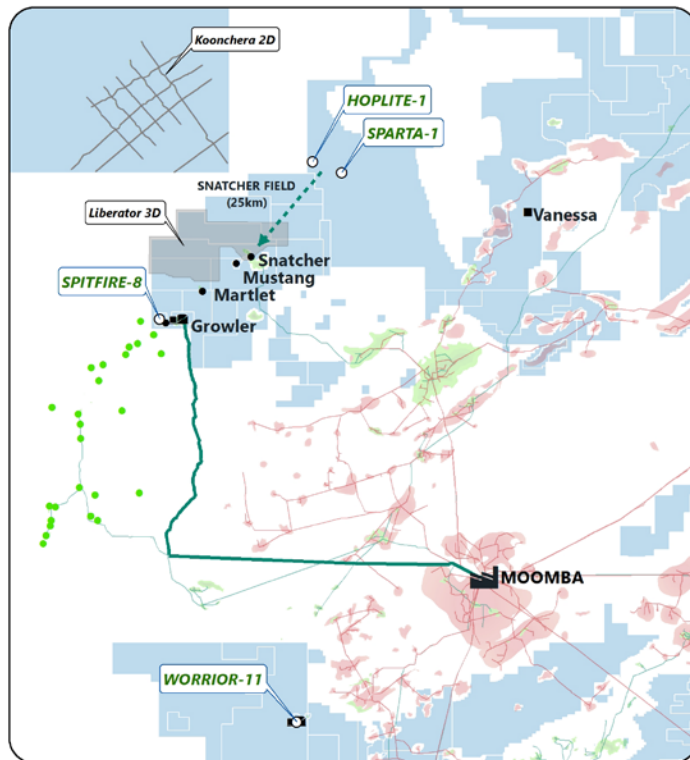 Koonchera 2D
HOPLITE-1
SPARTA-1
SNATCHER FIELD
(25km)
Liberator 3D
Vanessa
Snatcher
Mustang
Martlet
SPITFIRE-8
Growler
MOOMBA
WORRIOR-11